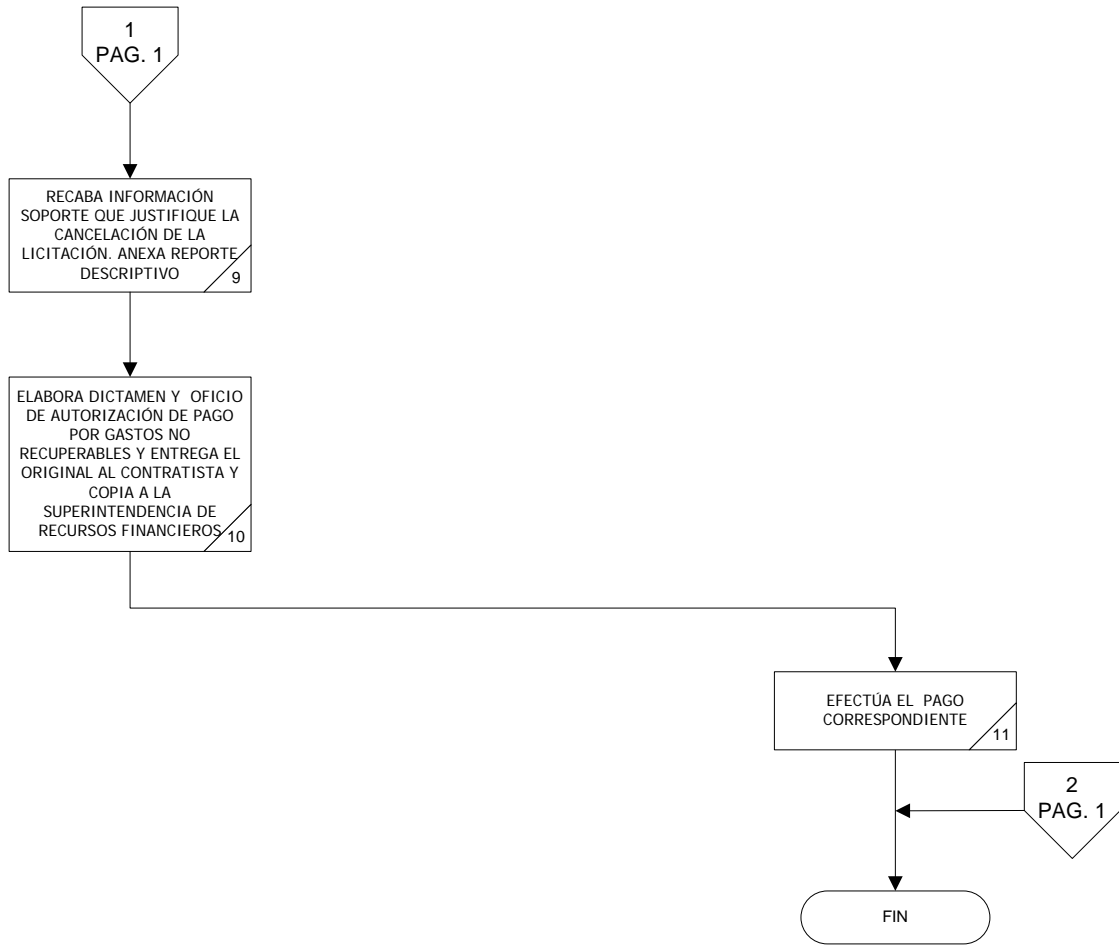 1
PAG. 1
RECABA INFORMACIÓN
SOPORTE QUE JUSTIFIQUE LA
CANCELACIÓN DE LA
LICITACIÓN. ANEXA REPORTE
DESCRIPTIVO
9
ELABORA DICTAMEN Y OFICIO
DE AUTORIZACIÓN DE PAGO
POR GASTOS NO
RECUPERABLES Y ENTREGA EL
ORIGINAL AL CONTRATISTA Y
COPIA A LA
SUPERINTENDENCIA DE
RECURSOS FINANCIEROS
10
EFECTÚA EL PAGO
CORRESPONDIENTE
11
2
PAG. 1
FIN